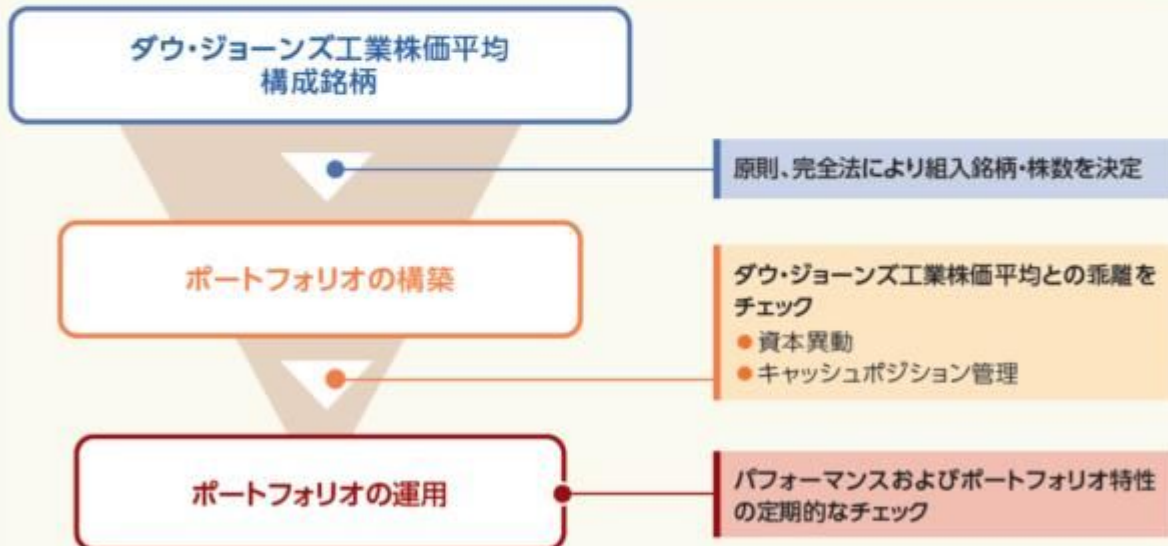 ダウ・ジョーンズ工業株価平均
構成銘柄
原則、完全法により組入銘柄・株数を決定
ポートフォリオの構築
ダウ・ジョーンズ工業株価平均との乖離を
チェック
●資本異動
●キャッシュポジション管理
ポートフォリオの運用
パフォーマンスおよびポートフォリオ特性
の定期的なチェック